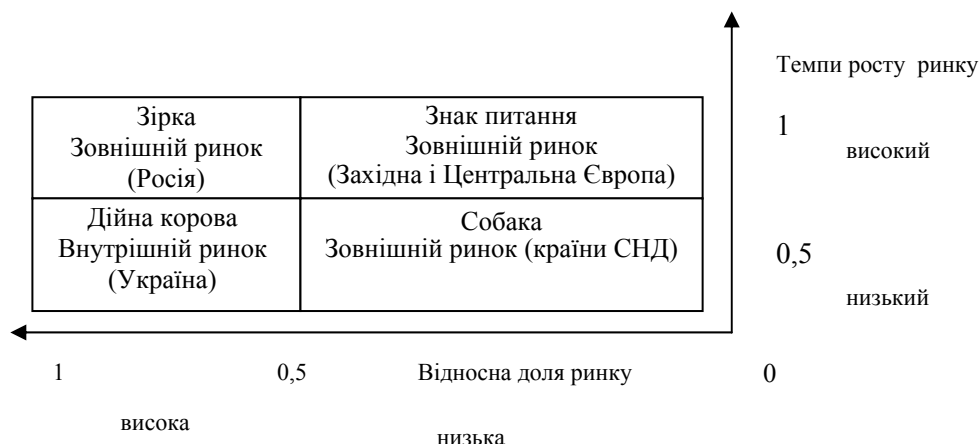 Темпи росту ринку
Зірка
Зовнішній ринок
(Росія)
Знак питання
Зовнішній ринок
(Західна і Центральна Європа)
1
високий
Дійна корова
Внутрішній ринок
(Україна)
Собака
Зовнішній ринок (країни СНД)
0,5
низький
1
0,5
Відносна доля ринку
0
висока
низька